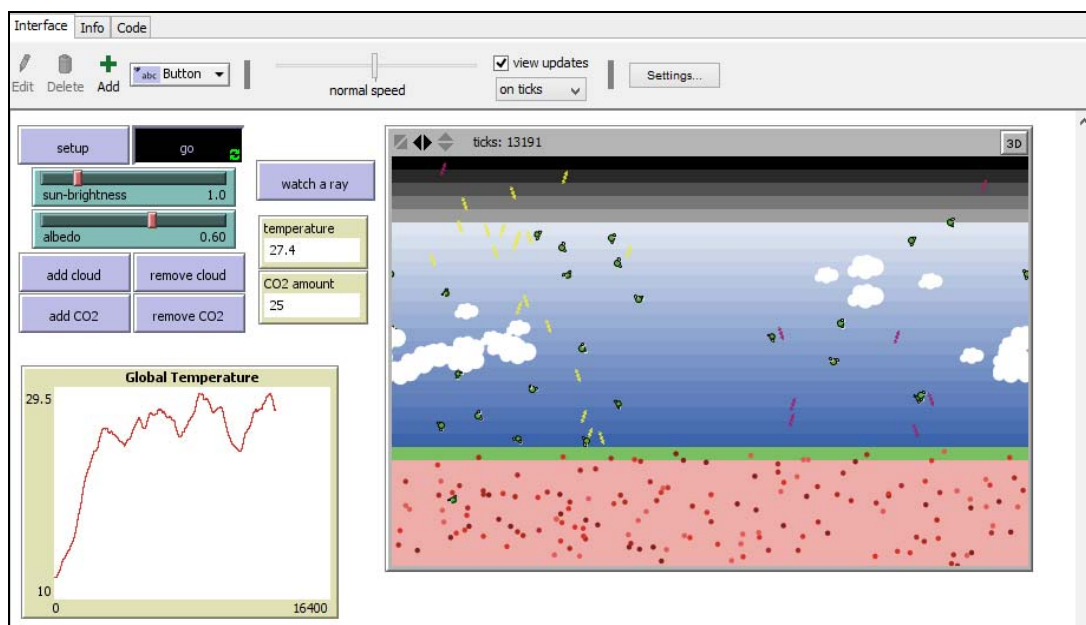 Interface Info Code
Edit Delete Add
abc Button
normal speed
view updates
on ticks
Settings...
setup go
sun-brightness 1.0
albedo 0.60
add cloud remove cloud
add CO2 remove CO2
watch a ray
temperature
27.4
CO2 amount
25
ticks: 13191
3D
Global Temperature
29.5
10
0 16400